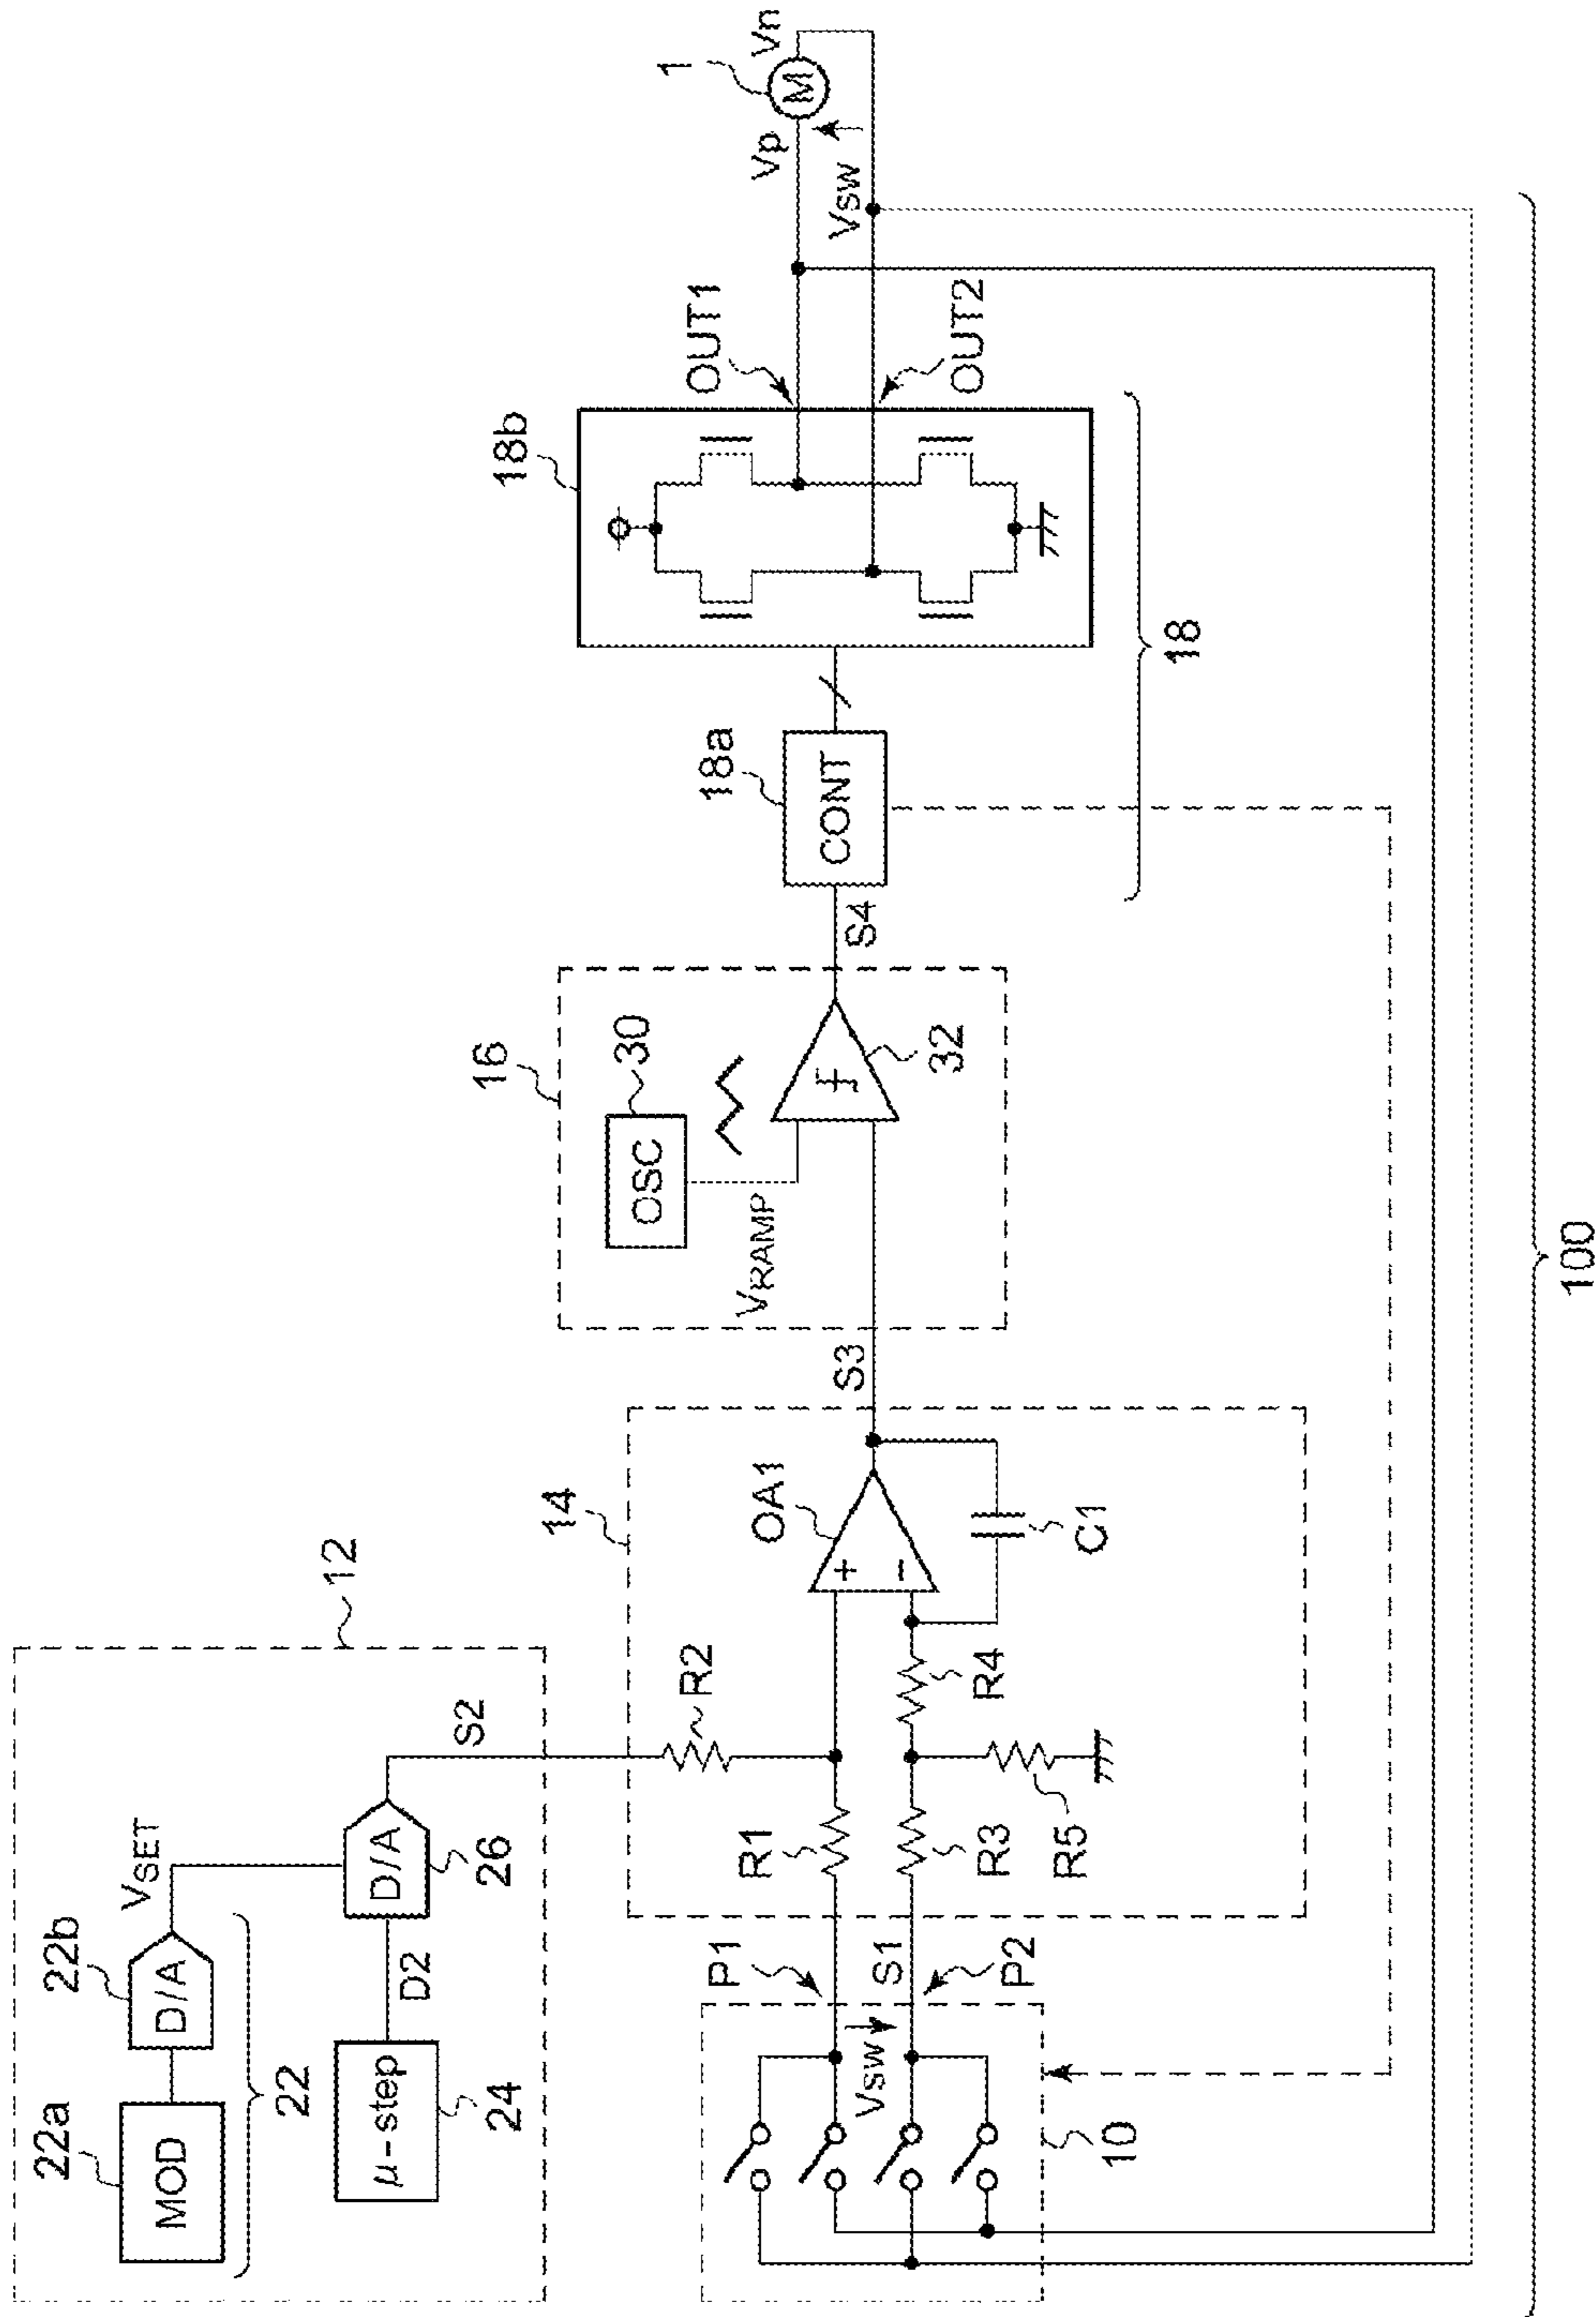 22a
MOD
22b
D/A
VSET
22
12
μ-step
24
D2
D/A
26
S2
14
R2
P1
R1
OA1
+
-
S1
P2
R3
R4
R5
C1
Vsw
10
S3
16
OSC
30
VRAMP
32
S4
18a
CONT
18b
18
OUT1
OUT2
Vp
Vsw
1
M
Vn
100